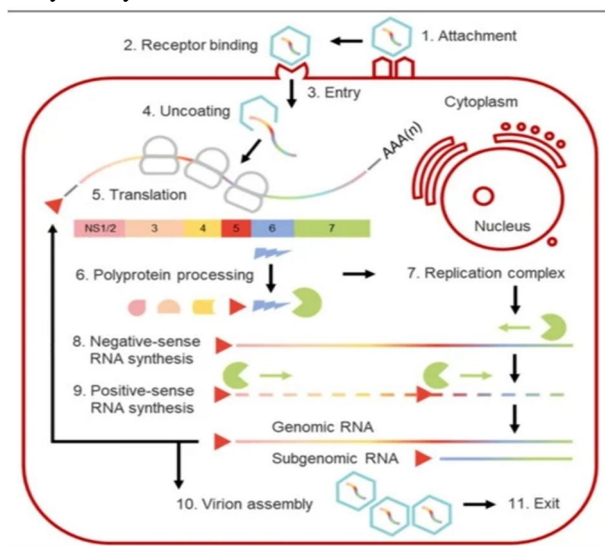 1. Attachment
2. Receptor binding
3. Entry
4. Uncoating
Cytoplasm
AAA(n)
5. Translation
NS1/2 3 4 5 6 7
Nucleus
6. Polyprotein processing
7. Replication complex
8. Negative-sense
RNA synthesis
9. Positive-sense
RNA synthesis
Genomic RNA
Subgenomic RNA
10. Virion assembly
11. Exit